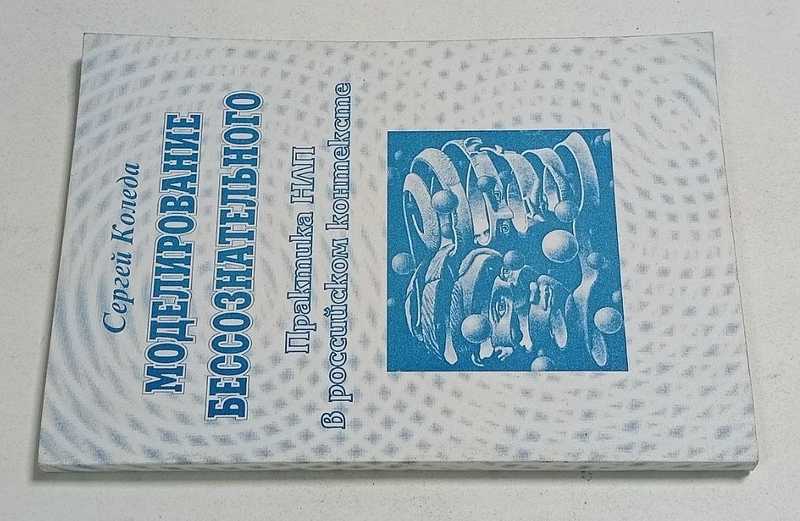 Сергей Коледа
МОДЕЛИРОВАНИЕ
БЕССОЗНАТЕЛЬНОГО
Практика НЛП
в российском контексте